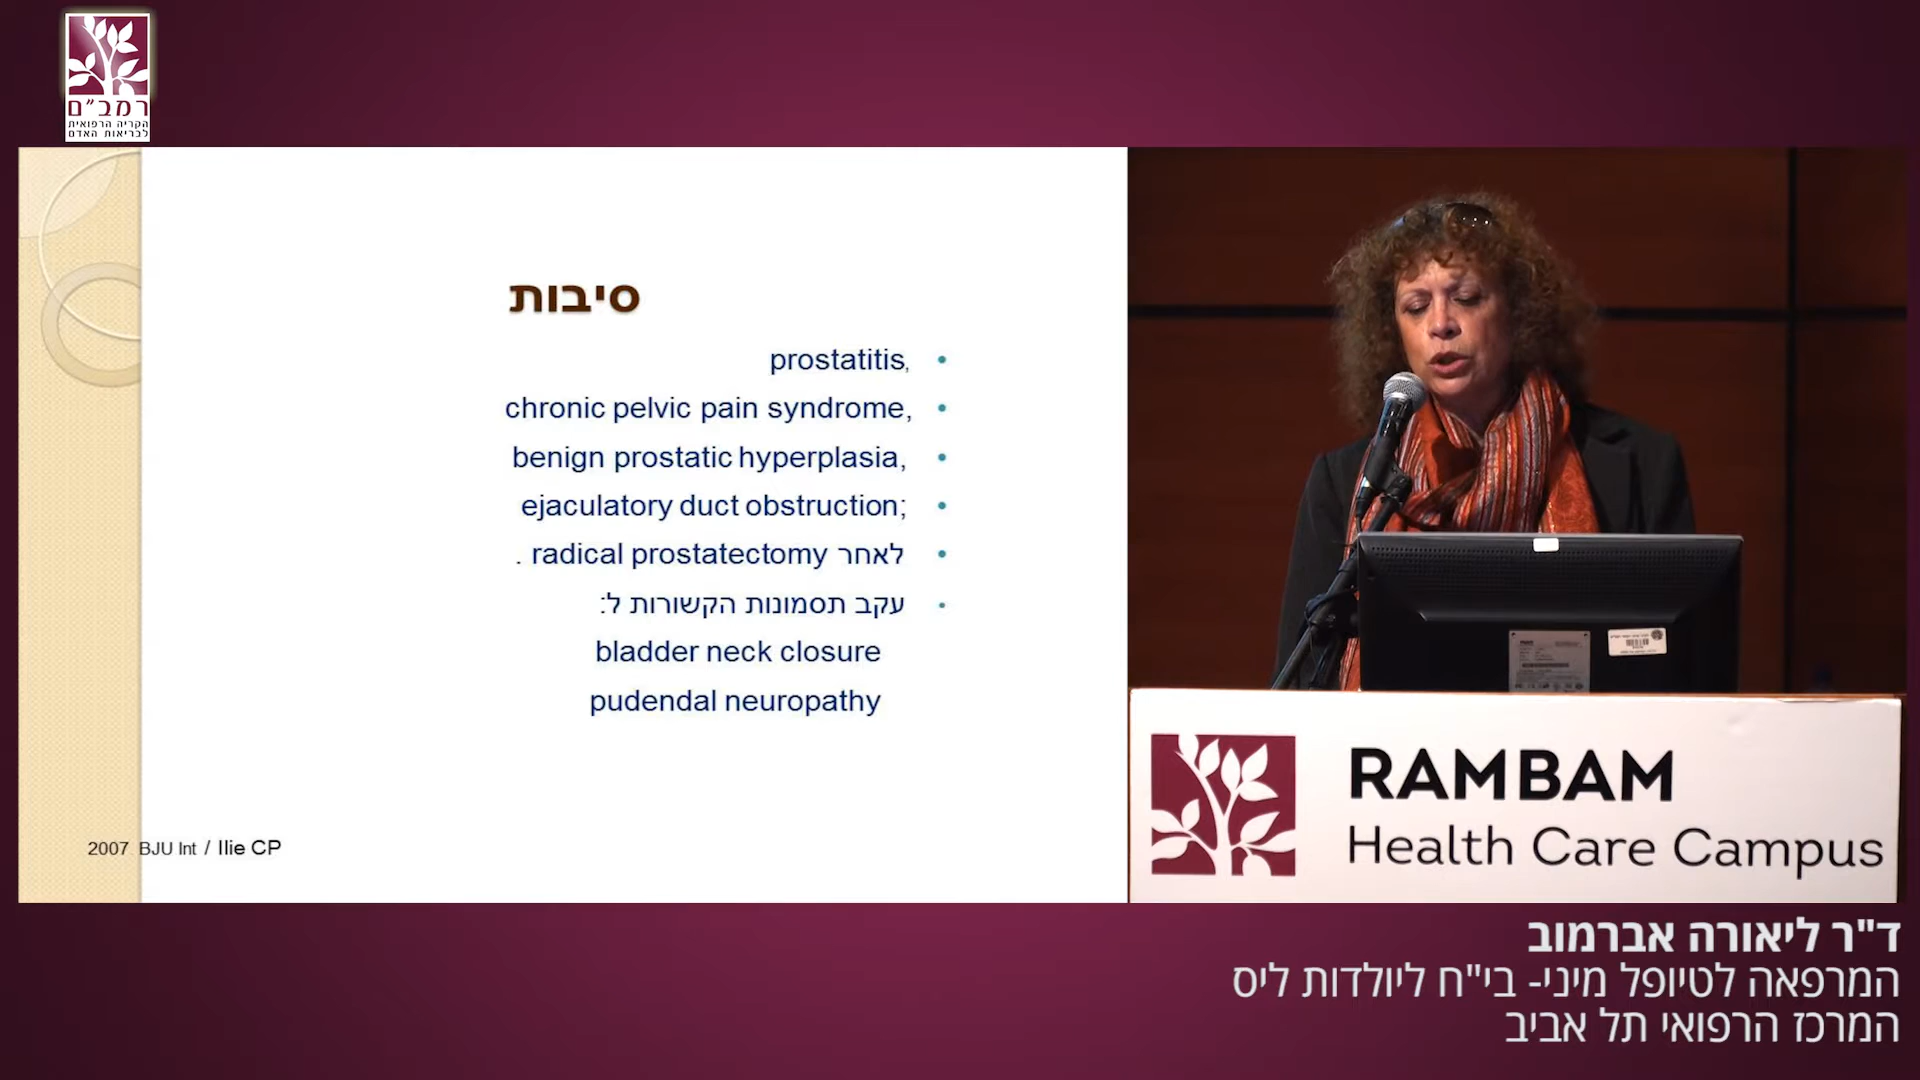 רמב"ם
הקריה הרפואית
לבריאות האדם
סיבות
• prostatitis,
• chronic pelvic pain syndrome,
• benign prostatic hyperplasia,
• ejaculatory duct obstruction;
• לאחר radical prostatectomy .
• עקב תסמונות הקשורות ל:
bladder neck closure
pudendal neuropathy
2007 BJU Int / Ilie CP
RAMBAM
Health Care Campus
ד"ר ליאורה אברמוב
המרפאה לטיופל מיני- בי"ח ליולדות ליס
המרכז הרפואי תל אביב